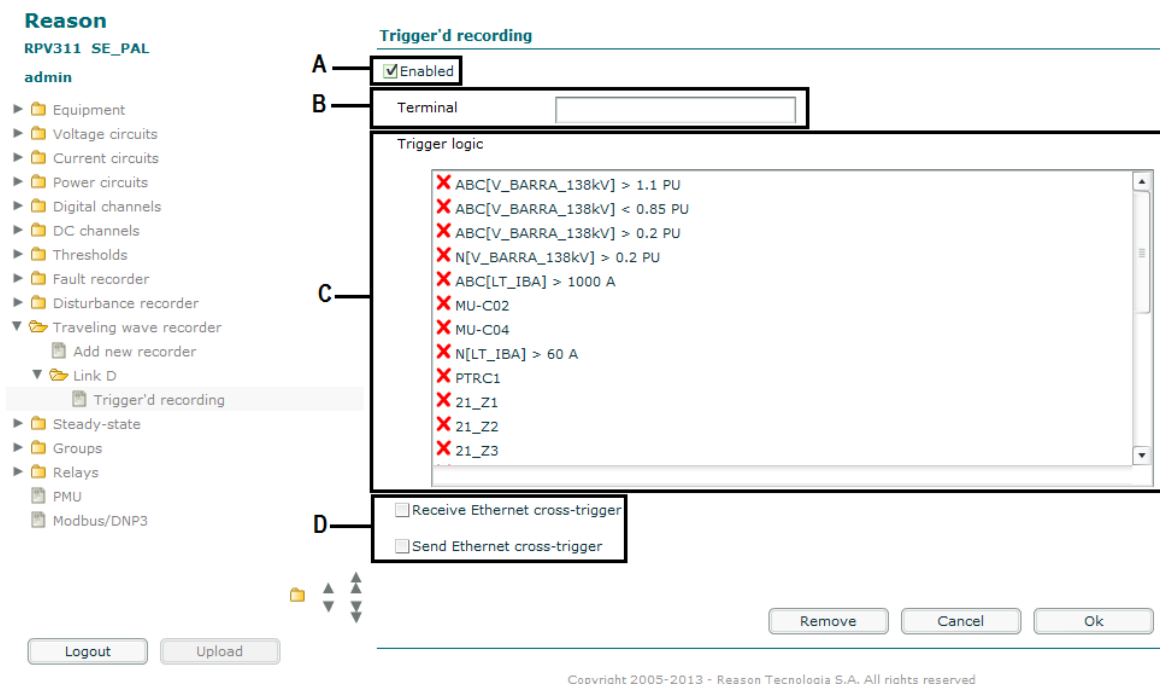 Reason
RPV311 SE_PAL
admin
Equipment
Voltage circuits
Current circuits
Power circuits
Digital channels
DC channels
Thresholds
Fault recorder
Disturbance recorder
Traveling wave recorder
Add new recorder
Link D
Trigger'd recording
Steady-state
Groups
Relays
PMU
Modbus/DNP3
Logout
Upload
Trigger'd recording
A
Enabled
B
Terminal
Trigger logic
C
ABC[V_BARRA_138kV] > 1.1 PU
ABC[V_BARRA_138kV] < 0.85 PU
ABC[V_BARRA_138kV] > 0.2 PU
N[V_BARRA_138kV] > 0.2 PU
ABC[LT_IBA] > 1000 A
MU-C02
MU-C04
N[LT_IBA] > 60 A
PTRC1
21_Z1
21_Z2
21_Z3
D
Receive Ethernet cross-trigger
Send Ethernet cross-trigger
Remove
Cancel
Ok
Copyright 2005-2013 - Reason Tecnologia S.A. All rights reserved